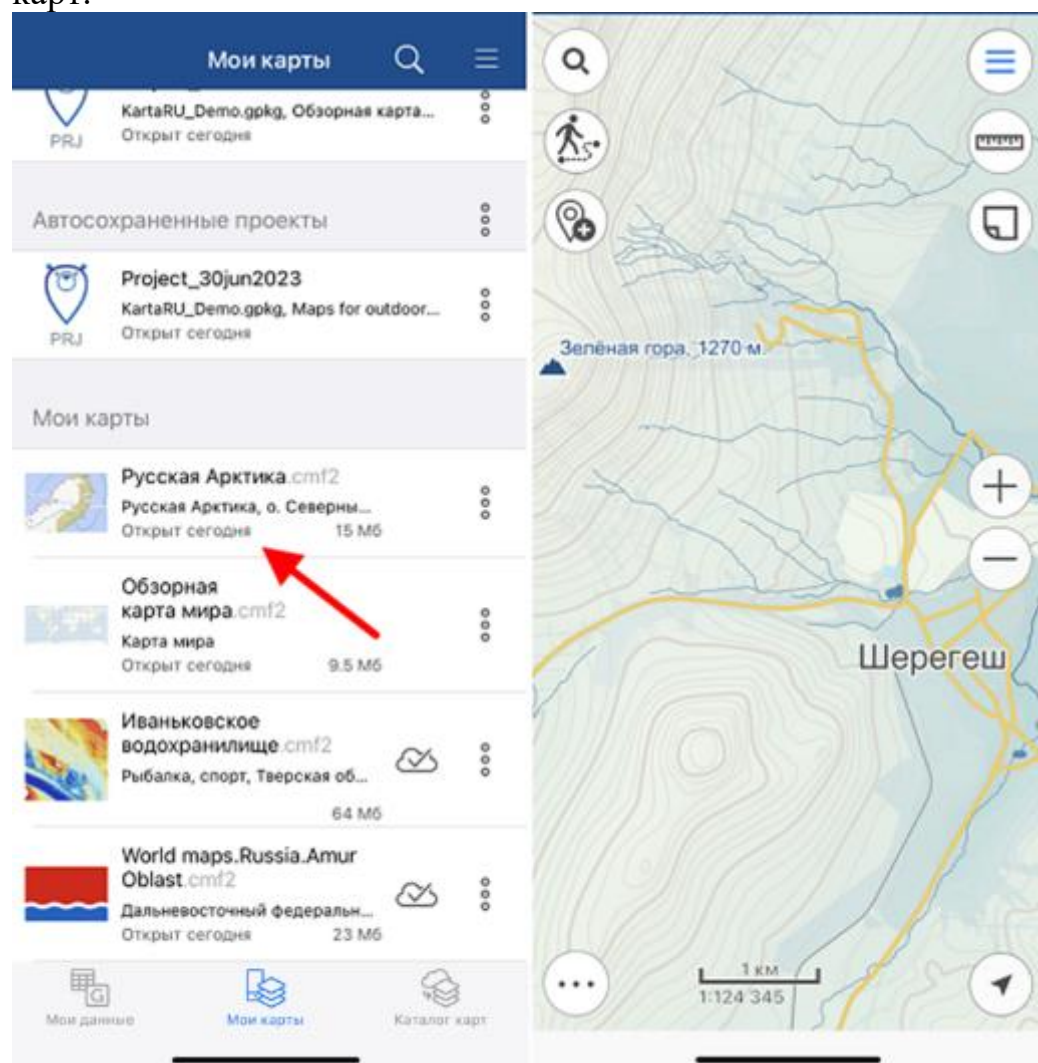 карт.
Мои карты
KartaRU_Demo.gpkg, Обзорная карта...
PRJ
Открыт сегодня
Автосохраненные проекты
Project_30jun2023
KartaRU_Demo.gpkg, Maps for outdoor...
PRJ
Открыт сегодня
Мои карты
Русская Арктика.cmf2
Русская Арктика, о. Северны...
Открыт сегодня 15 Мб
Обзорная
карта мира.cmf2
Карта мира
Открыт сегодня 9.5 Мб
Иваньковское
водохранилище.cmf2
Рыбалка, спорт, Тверская об...
64 Мб
World maps.Russia.Amur
Oblast.cmf2
Дальневосточный федеральн...
Открыт сегодня 23 Мб
G
Мои данные Мои карты Каталог карт
Зелёная гора, 1270 м.
Шерегеш
1 км
1:124 345